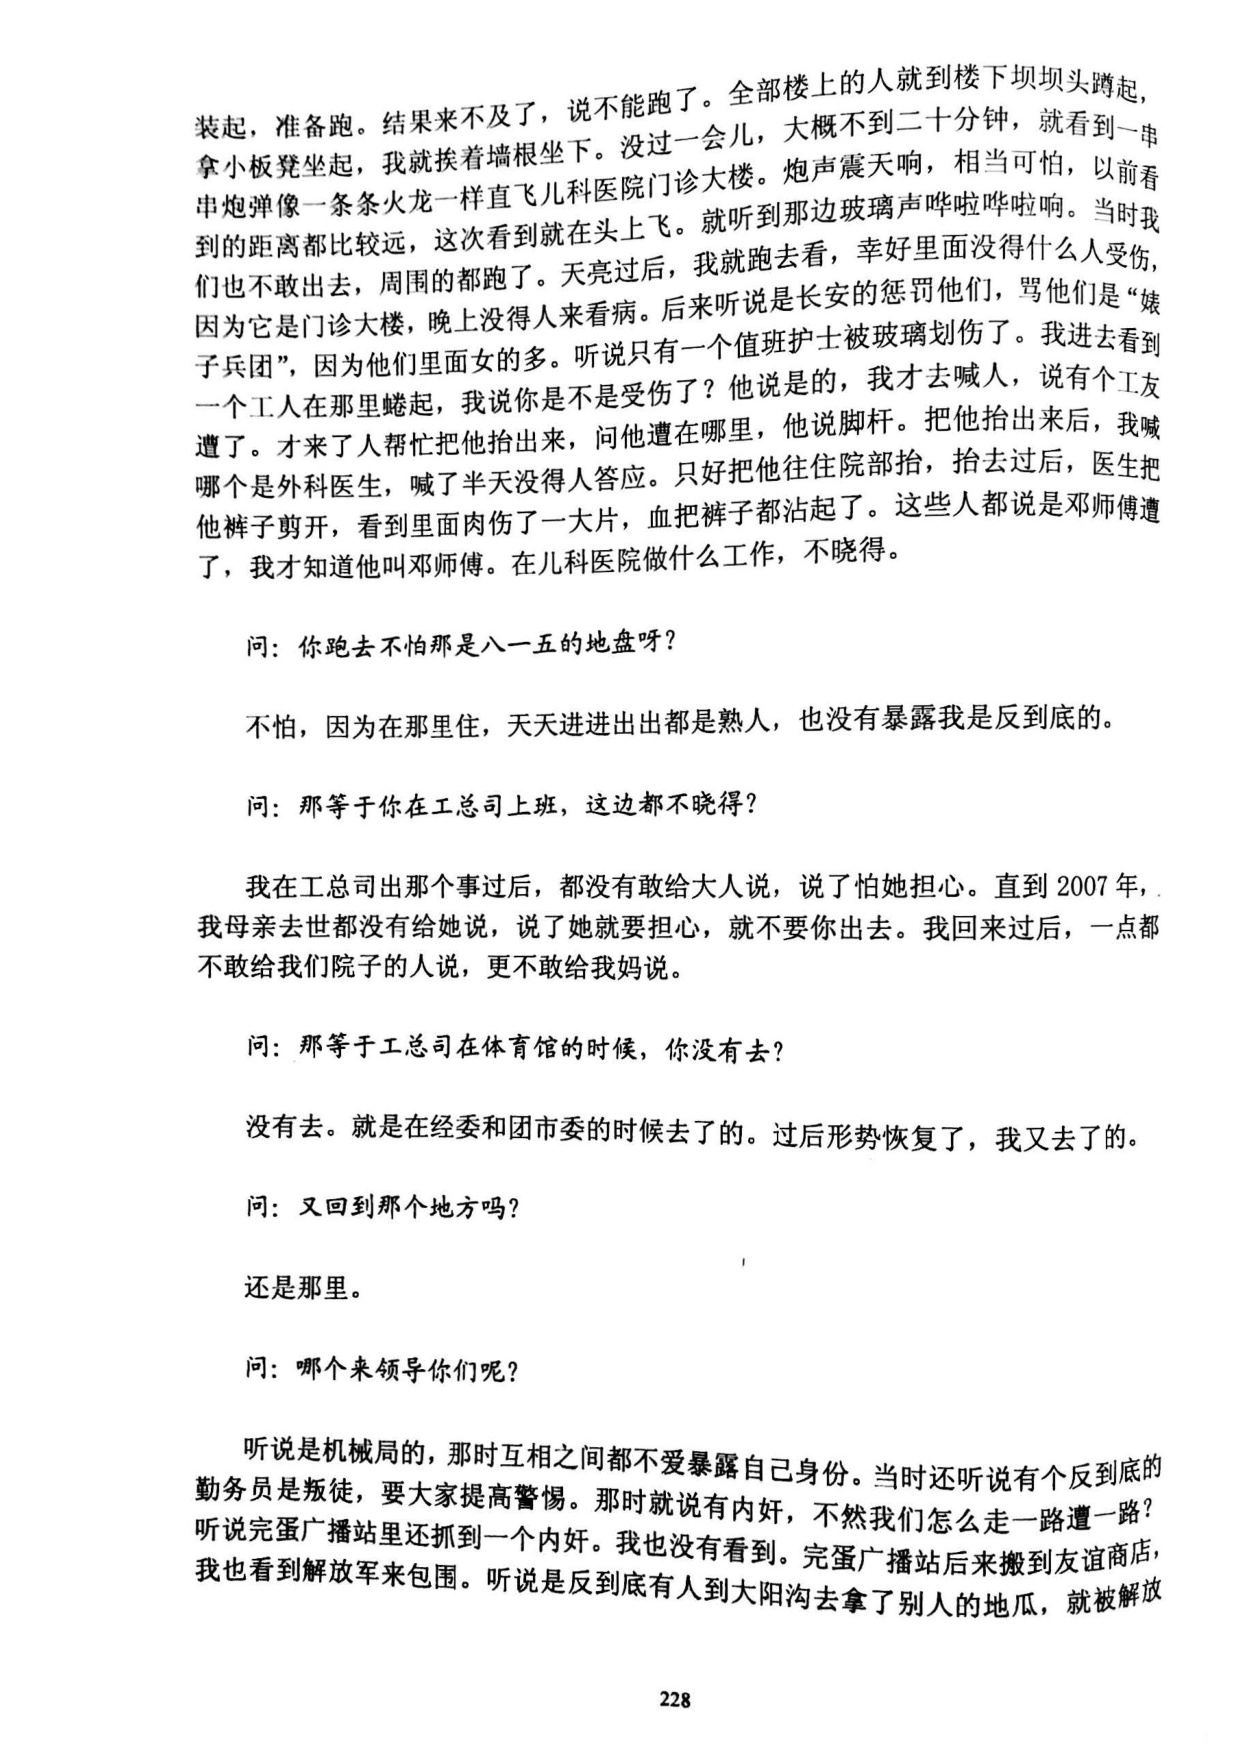 装起，准备跑。结果来不及了，说不能跑了。全部楼上的人就到楼下坝坝头蹲起，
拿小板凳坐起，我就挨着墙根坐下。没过一会儿，大概不到二十分钟，就看到一串
串炮弹像一条条火龙一样直飞儿科医院门诊大楼。炮声震天响，相当可怕，以前看
到的距离都比较远，这次看到就在头上飞。就听到那边玻璃声哗啦哗啦响。当时我
们也不敢出去，周围的都跑了。天亮过后，我就跑去看，幸好里面没得什么人受伤，
因为它是门诊大楼，晚上没得人来看病。后来听说是长安的惩罚他们，骂他们是“婊
子兵团”，因为他们里面女的多。听说只有一个值班护士被玻璃划伤了。我进去看到
一个工人在那里蜷起，我说你是不是受伤了？他说是的，我才去喊人，说有个工友
遭了。才来了人帮忙把他抬出来，问他遭在哪里，他说脚杆。把他抬出来后，我喊
哪个是外科医生，喊了半天没得人答应。只好把他往住院部抬，抬去过后，医生把
他裤子剪开，看到里面肉伤了一大片，血把裤子都沾起了。这些人都说是邓师傅遭
了，我才知道他叫邓师傅。在儿科医院做什么工作，不晓得。
问：你跑去不怕那是八一五的地盘呀？
不怕，因为在那里住，天天进进出出都是熟人，也没有暴露我是反到底的。
问：那等于你在工总司上班，这边都不晓得？
我在工总司出那个事过后，都没有敢给大人说，说了怕她担心。直到 2007 年，
我母亲去世都没有给她说，说了她就要担心，就不要你出去。我回来过后，一点都
不敢给我们院子的人说，更不敢给我妈说。
问：那等于工总司在体育馆的时候，你没有去？
没有去。就是在经委和团市委的时候去了的。过后形势恢复了，我又去了的。
问：又回到那个地方吗？
还是那里。
问：哪个来领导你们呢？
听说是机械局的，那时互相之间都不爱暴露自己身份。当时还听说有个反到底的
勤务员是叛徒，要大家提高警惕。那时就说有内奸，不然我们怎么走一路遭一路？
听说完蛋广播站里还抓到一个内奸。我也没有看到。完蛋广播站后来搬到友谊商店，
我也看到解放军来包围。听说是反到底有人到大阳沟去拿了别人的地瓜，就被解放
228